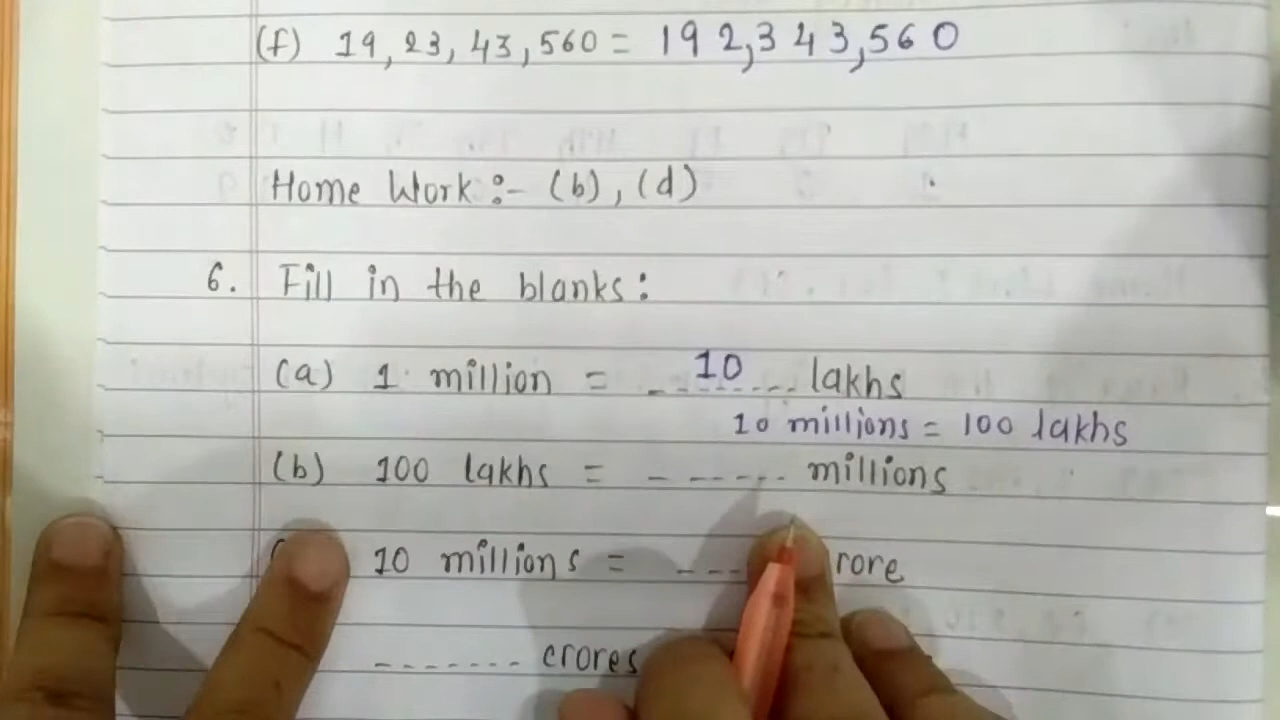 (f) 19, 23, 43, 560 = 192,343,560
Home Work :- (b), (d)
6. Fill in the blanks:
(a) 1 million = - 10 lakhs
10 millions = 100 lakhs
(b) 100 lakhs = ------ millions
10 millions = --- rore
------- crores